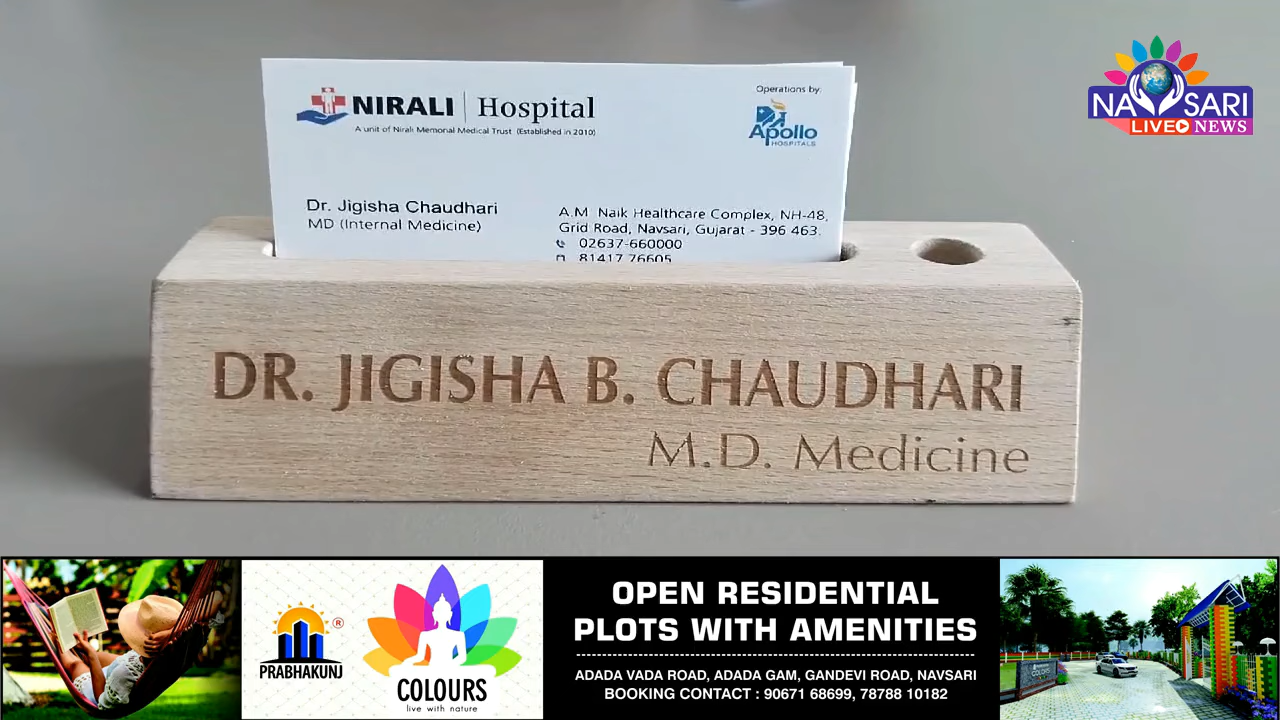 NIRALI Hospital
A unit of Nirali Memorial Medical Trust (Established in 2010)
Operations by:
Apollo
HOSPITALS
Dr. Jigisha Chaudhari
MD (Internal Medicine)
A.M Naik Healthcare Complex, NH-48,
Grid Road, Navsari, Gujarat - 396 463.
02637-660000
81417 76605
DR. JIGISHA B. CHAUDHARI
M.D. Medicine
NAVSARI
LIVE NEWS
PRABHAKUNJ
®
COLOURS
live with nature
OPEN RESIDENTIAL
PLOTS WITH AMENITIES
ADADA VADA ROAD, ADADA GAM, GANDEVI ROAD, NAVSARI
BOOKING CONTACT : 90671 68699, 78788 10182